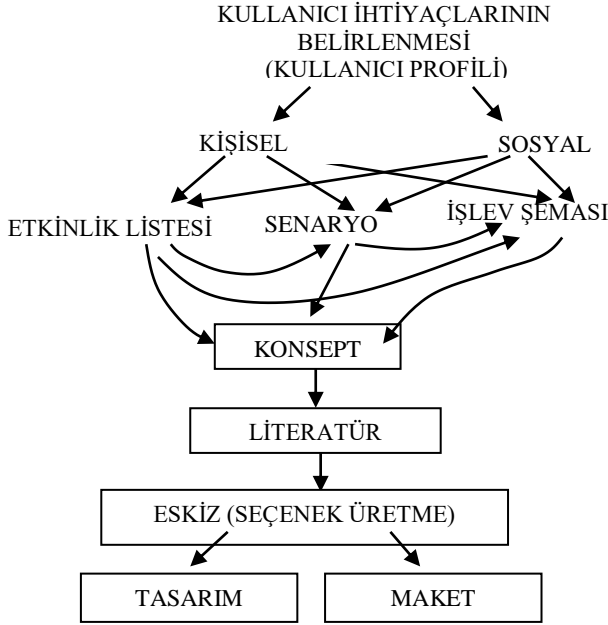 KULLANICI İHTİYAÇLARININ
BELİRLENMESİ
(KULLANICI PROFİLİ)
KİŞİSEL
SOSYAL
ETKİNLİK LİSTESİ
SENARYO
İŞLEV ŞEMASI
KONSEPT
LİTERATÜR
ESKİZ (SEÇENEK ÜRETME)
TASARIM
MAKET